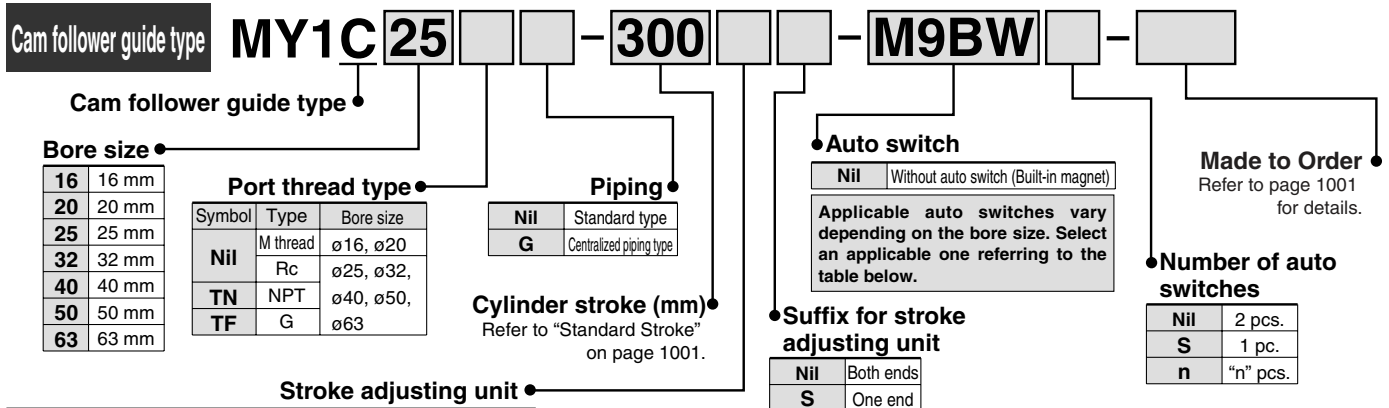 Cam follower guide type MY1C 25 – 300 – M9BW –
Cam follower guide type
Bore size
16 16 mm
20 20 mm
25 25 mm
32 32 mm
40 40 mm
50 50 mm
63 63 mm
Port thread type
Symbol Type Bore size
Nil M thread ø16, ø20
Rc ø25, ø32,
TN NPT ø40, ø50,
TF G ø63
Piping
Nil Standard type
G Centralized piping type
Cylinder stroke (mm)
Refer to “Standard Stroke”
on page 1001.
Stroke adjusting unit
Suffix for stroke
adjusting unit
Nil Both ends
S One end
Auto switch
Nil Without auto switch (Built-in magnet)
Applicable auto switches vary
depending on the bore size. Select
an applicable one referring to the
table below.
Number of auto
switches
Nil 2 pcs.
S 1 pc.
n “n” pcs.
Made to Order
Refer to page 1001
for details.